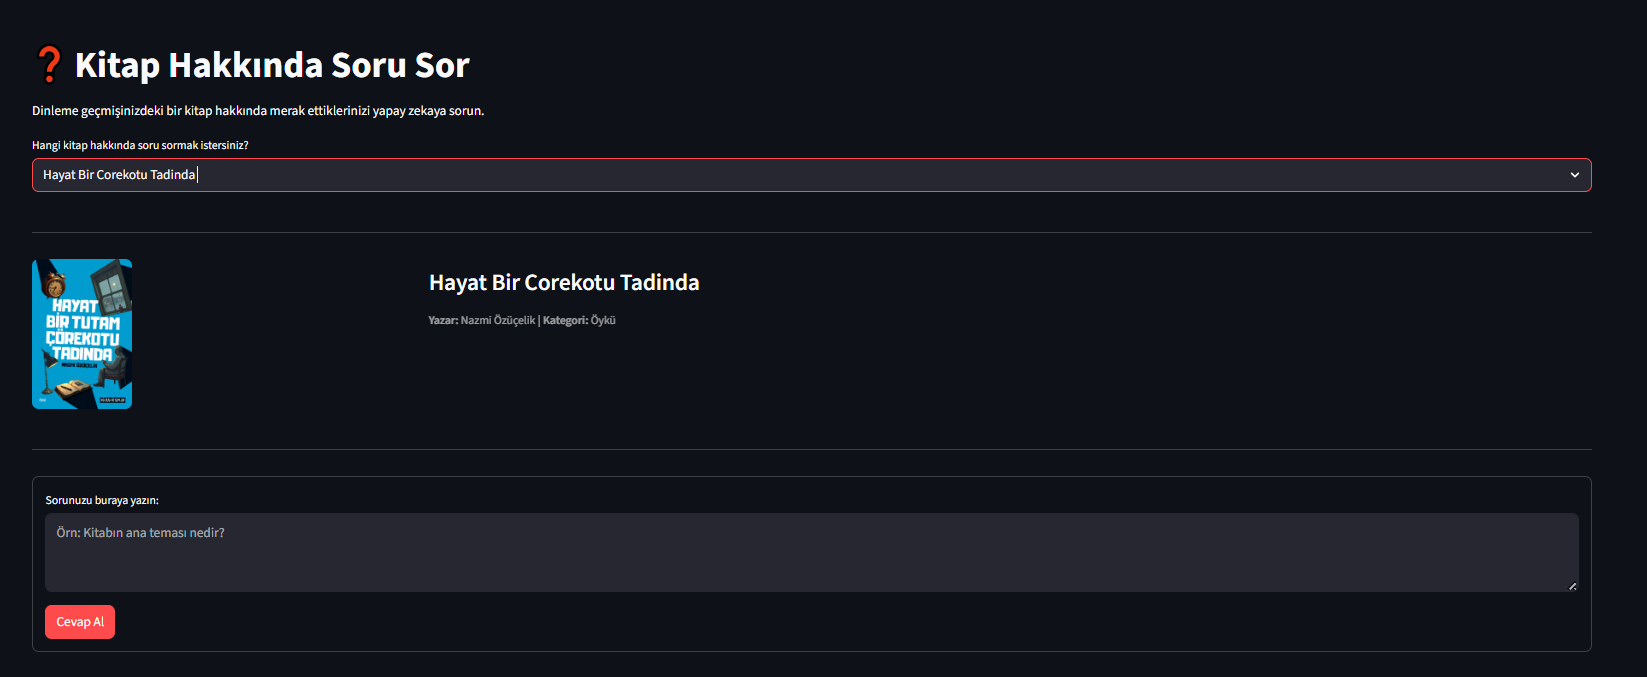 ❓ Kitap Hakkında Soru Sor
Dinleme geçmişinizdeki bir kitap hakkında merak ettiklerinizi yapay zekaya sorun.
Hangi kitap hakkında soru sormak istersiniz?
Hayat Bir Corekotu Tadinda
HAYAT
BİR TUTAM
ÇÖREKOTU
TADINDA
Hayat Bir Corekotu Tadinda
Yazar: Nazmi Özüçelik | Kategori: Öykü
Sorunuzu buraya yazın:
Örn: Kitabın ana teması nedir?
Cevap Al